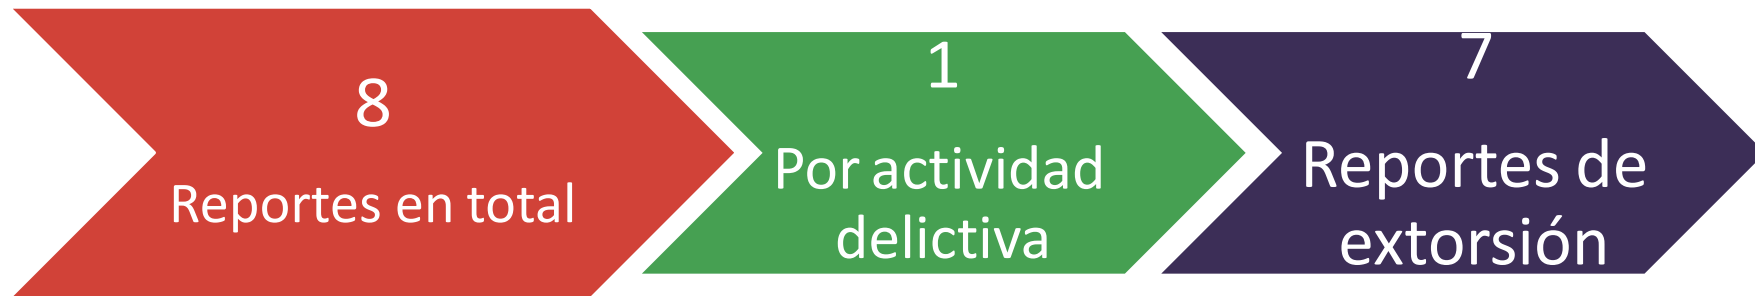 8
Reportes en total
1
Por actividad
delictiva
7
Reportes de
extorsión